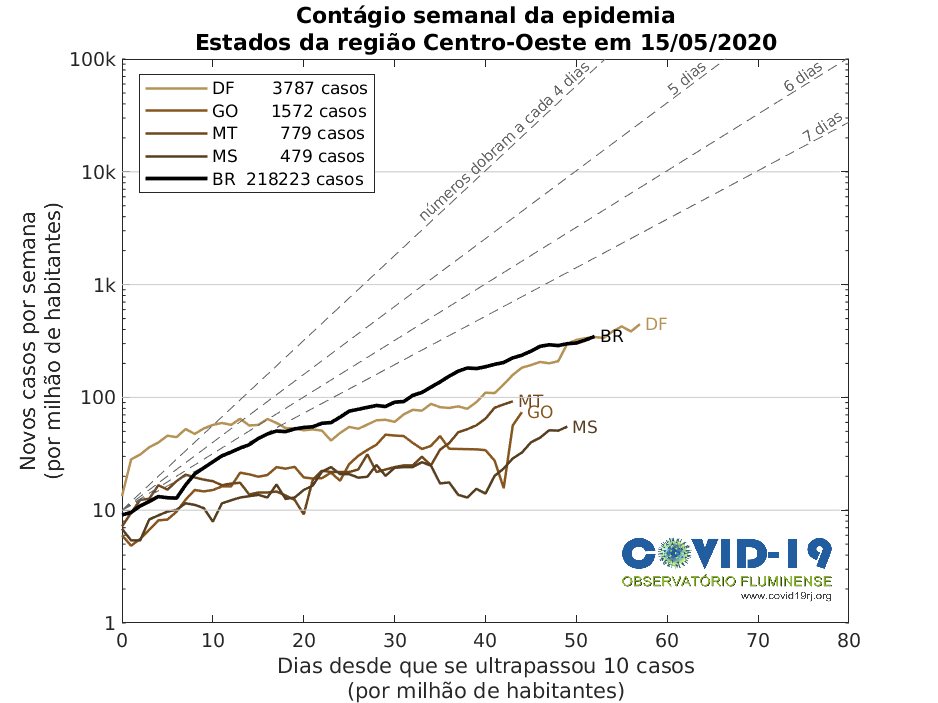 Contágio semanal da epidemia
Estados da região Centro-Oeste em 15/05/2020
Novos casos por semana
(por milhão de habitantes)
100k
10k
1k
100
10
1
DF 3787 casos
GO 1572 casos
MT 779 casos
MS 479 casos
BR 218223 casos
números dobram a cada 4 dias
5 dias
6 dias
7 dias
DF
BR
MT
GO
MS
COVID-19
OBSERVATÓRIO FLUMINENSE
www.covid19rj.org
0 10 20 30 40 50 60 70 80
Dias desde que se ultrapassou 10 casos
(por milhão de habitantes)